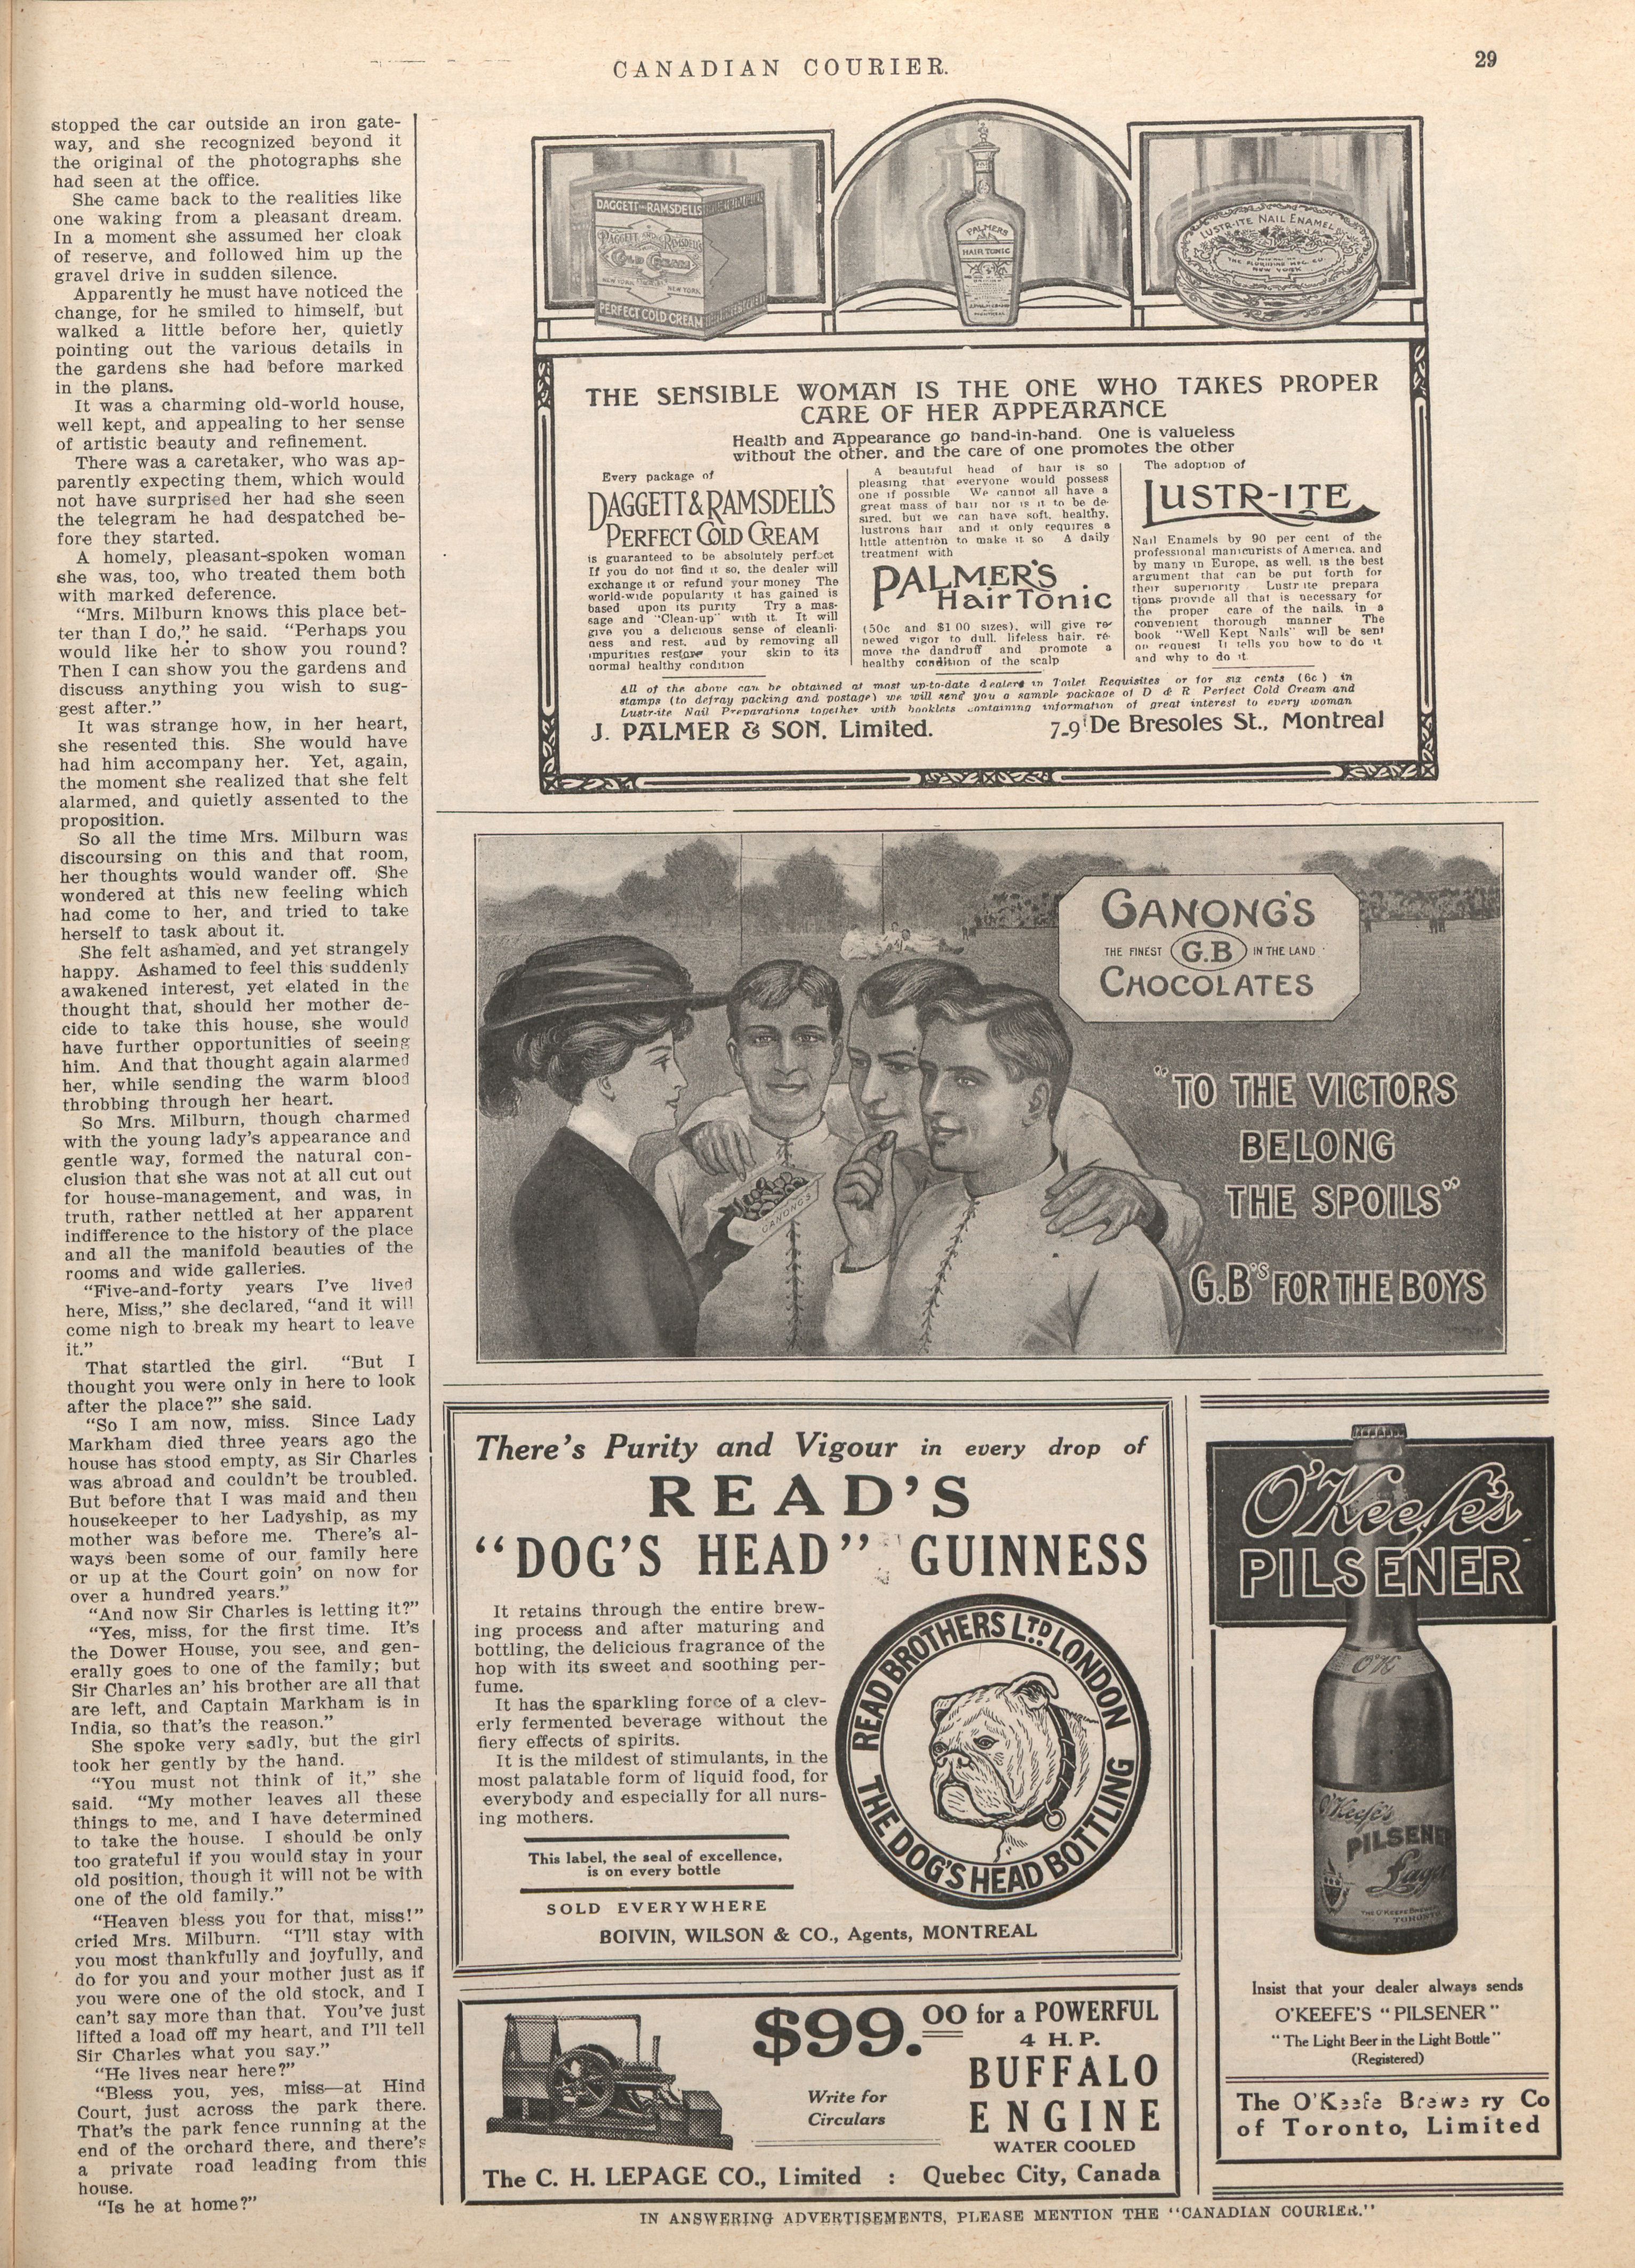 CANADIAN COURIER.
29
stopped the car outside an iron gate-
way, and she recognized beyond it
the original of the photographs she
had seen at the office.
She came back to the realities like
one waking from a pleasant dream.
In a moment she assumed her cloak
of reserve, and followed him up the
gravel drive in sudden silence.
Apparently he must have noticed the
change, for he smiled to himself, but
walked a little before her, quietly
pointing out the various details in
the gardens she had before marked
in the plans.
It was a charming old-world house,
well kept, and appealing to her sense
of artistic beauty and refinement.
There was a caretaker, who was ap-
parently expecting them, which would
not have surprised her had she seen
the telegram he had despatched be-
fore they started.
A homely, pleasant-spoken woman
she was, too, who treated them both
with marked deference.
"Mrs. Milburn knows this place bet-
ter than I do," he said. "Perhaps you
would like her to show you round?
Then I can show you the gardens and
discuss anything you wish to sug-
gest after."
It was strange how, in her heart,
she resented this. She would have
had him accompany her. Yet, again,
the moment she realized that she felt
alarmed, and quietly assented to the
proposition.
So all the time Mrs. Milburn was
discoursing on this and that room,
her thoughts would wander off. She
wondered at this new feeling which
had come to her, and tried to take
herself to task about it.
She felt ashamed, and yet strangely
happy. Ashamed to feel this suddenly
awakened interest, yet elated in the
thought that, should her mother de-
cide to take this house, she would
have further opportunities of seeing
him. And that thought again alarmed
her, while sending the warm blood
throbbing through her heart.
So Mrs. Milburn, though charmed
with the young lady's appearance and
gentle way, formed the natural con-
clusion that she was not at all cut out
for house-management, and was, in
truth, rather nettled at her apparent
indifference to the history of the place
and all the manifold beauties of the
rooms and wide galleries.
"Five-and-forty years I've lived
here, Miss," she declared, "and it will
come nigh to break my heart to leave
it."
That startled the girl. "But I
thought you were only in here to look
after the place?" she said.
"So I am now, miss. Since Lady
Markham died three years ago the
house has stood empty, as Sir Charles
was abroad and couldn't be troubled.
But before that I was maid and then
housekeeper to her Ladyship, as my
mother was before me. There's al-
ways been some of our family here
or up at the Court goin' on now for
over a hundred years."
"And now Sir Charles is letting it?"
"Yes, miss, for the first time. It's
the Dower House, you see, and gen-
erally goes to one of the family; but
Sir Charles an' his brother are all that
are left, and Captain Markham is in
India, so that's the reason."
She spoke very sadly, but the girl
took her gently by the hand.
"You must not think of it," she
said. "My mother leaves all these
things to me, and I have determined
to take the house. I should be only
too grateful if you would stay in your
old position, though it will not be with
one of the old family."
"Heaven bless you for that, miss!"
cried Mrs. Milburn. "I'll stay with
you most thankfully and joyfully, and
do for you and your mother just as if
you were one of the old stock, and I
can't say more than that. You've just
lifted a load off my heart, and I'll tell
Sir Charles what you say."
"He lives near here?"
"Bless you, yes, miss—at Hind
Court, just across the park there.
That's the park fence running at the
end of the orchard there, and there's
a private road leading from this
house.
"Is he at home?"
DAGGETT AND RAMSDELL'S
DAGGETT AND RAMSDELL'S
COLD CREAM
NEW YORK
PERFECT COLD CREAM
PALMERS
HAIR TONIC
LUSTR-ITE NAIL ENAMEL
NEW YORK
THE SENSIBLE WOMAN IS THE ONE WHO TAKES PROPER
CARE OF HER APPEARANCE
Health and Appearance go hand-in-hand. One is valueless
without the other, and the care of one promotes the other
Every package of
DAGGETT & RAMSDELL'S
PERFECT COLD CREAM
is guaranteed to be absolutely perfect
If you do not find it so, the dealer will
exchange it or refund your money The
world-wide popularity it has gained is
based upon its purity Try a mas-
sage and "Clean-up" with it. It will
give you a delicious sense of cleanli-
ness and rest, and by removing all
impurities restore your skin to its
normal healthy condition
A beautiful head of hair is so
pleasing that everyone would possess
one if possible We cannot all have a
great mass of hair nor is it to be de-
sired, but we can have soft, healthy,
lustrous hair and it only requires a
little attention to make it so A daily
treatment with
PALMER'S
Hair Tonic
(50c and $1 00 sizes), will give re-
newed vigor to dull, lifeless hair, re-
move the dandruff and promote a
healthy condition of the scalp
The adoption of
LUSTR-ITE
Nail Enamels by 90 per cent of the
professional manicurists of America, and
by many in Europe, as well, is the best
argument that can be put forth for
their superiority Lustr ite prepara
tions provide all that is necessary for
the proper care of the nails, in a
convenient thorough manner The
book "Well Kept Nails" will be sent
on request It tells you how to do it
and why to do it
All of the above can be obtained at most up-to-date dealers in Toilet Requisites or for six cents (6c) in
stamps (to defray packing and postage) we will send you a sample package of D & R Perfect Cold Cream and
Lustr-ite Nail Preparations together with booklets containing information of great interest to every woman
J. PALMER & SON, Limited. 7-9 De Bresoles St., Montreal
GANONG'S
THE FINEST G.B IN THE LAND
CHOCOLATES
"TO THE VICTORS
BELONG
THE SPOILS"
G.B'S FOR THE BOYS
GANONG'S
There's Purity and Vigour in every drop of
READ'S
"DOG'S HEAD" GUINNESS
It retains through the entire brew-
ing process and after maturing and
bottling, the delicious fragrance of the
hop with its sweet and soothing per-
fume.
It has the sparkling force of a clev-
erly fermented beverage without the
fiery effects of spirits.
It is the mildest of stimulants, in the
most palatable form of liquid food, for
everybody and especially for all nurs-
ing mothers.
This label, the seal of excellence,
is on every bottle
SOLD EVERYWHERE
BOIVIN, WILSON & CO., Agents, MONTREAL
READ BROTHERS LTD. LONDON
THE DOG'S HEAD BOTTLING
O'Keefe's
PILSENER
O'K
O'Keefe's
PILSENER
Lager
TORONTO
Insist that your dealer always sends
O'KEEFE'S "PILSENER"
"The Light Beer in the Light Bottle"
(Registered)
The O'Keefe Brewery Co
of Toronto, Limited
$99.00 for a POWERFUL
4 H.P.
BUFFALO
ENGINE
WATER COOLED
Write for
Circulars
The C. H. LEPAGE CO., Limited : Quebec City, Canada
IN ANSWERING ADVERTISEMENTS, PLEASE MENTION THE "CANADIAN COURIER."